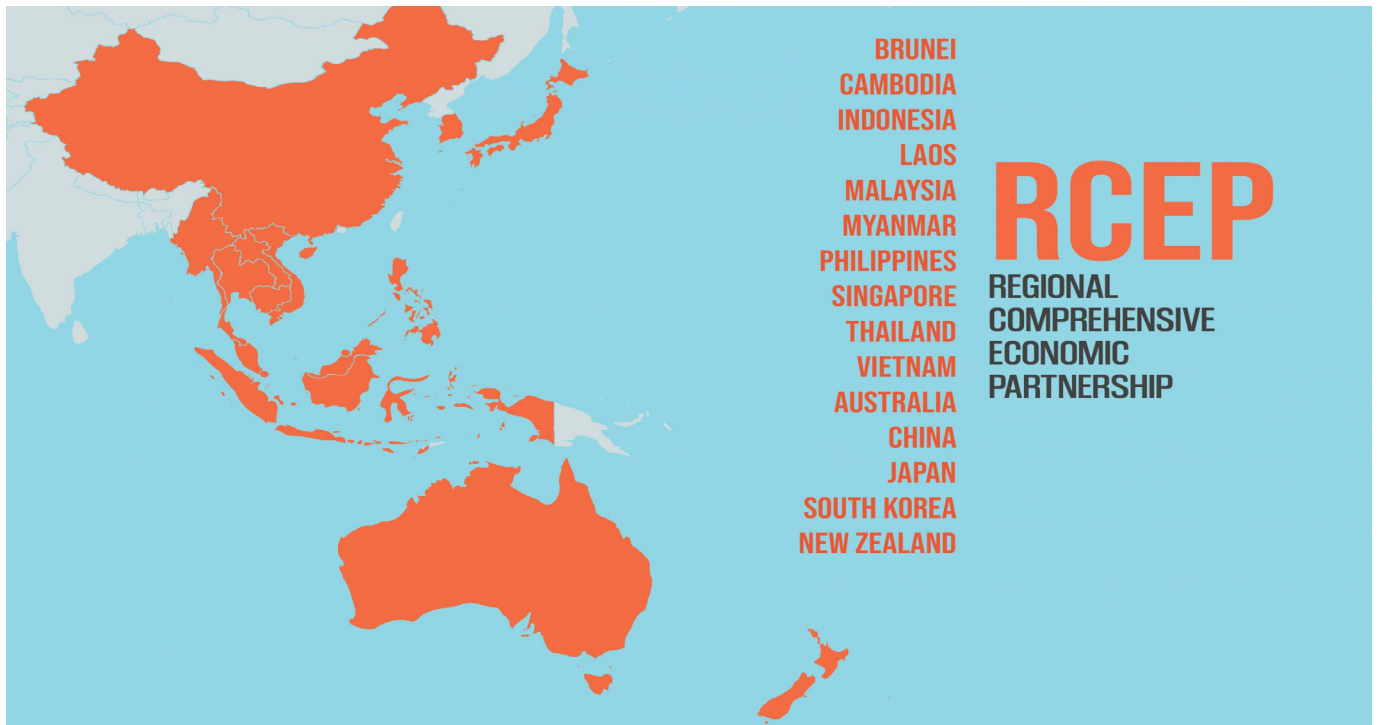 BRUNEI
CAMBODIA
INDONESIA
LAOS
MALAYSIA
MYANMAR
PHILIPPINES
SINGAPORE
THAILAND
VIETNAM
AUSTRALIA
CHINA
JAPAN
SOUTH KOREA
NEW ZEALAND
RCEP
REGIONAL
COMPREHENSIVE
ECONOMIC
PARTNERSHIP